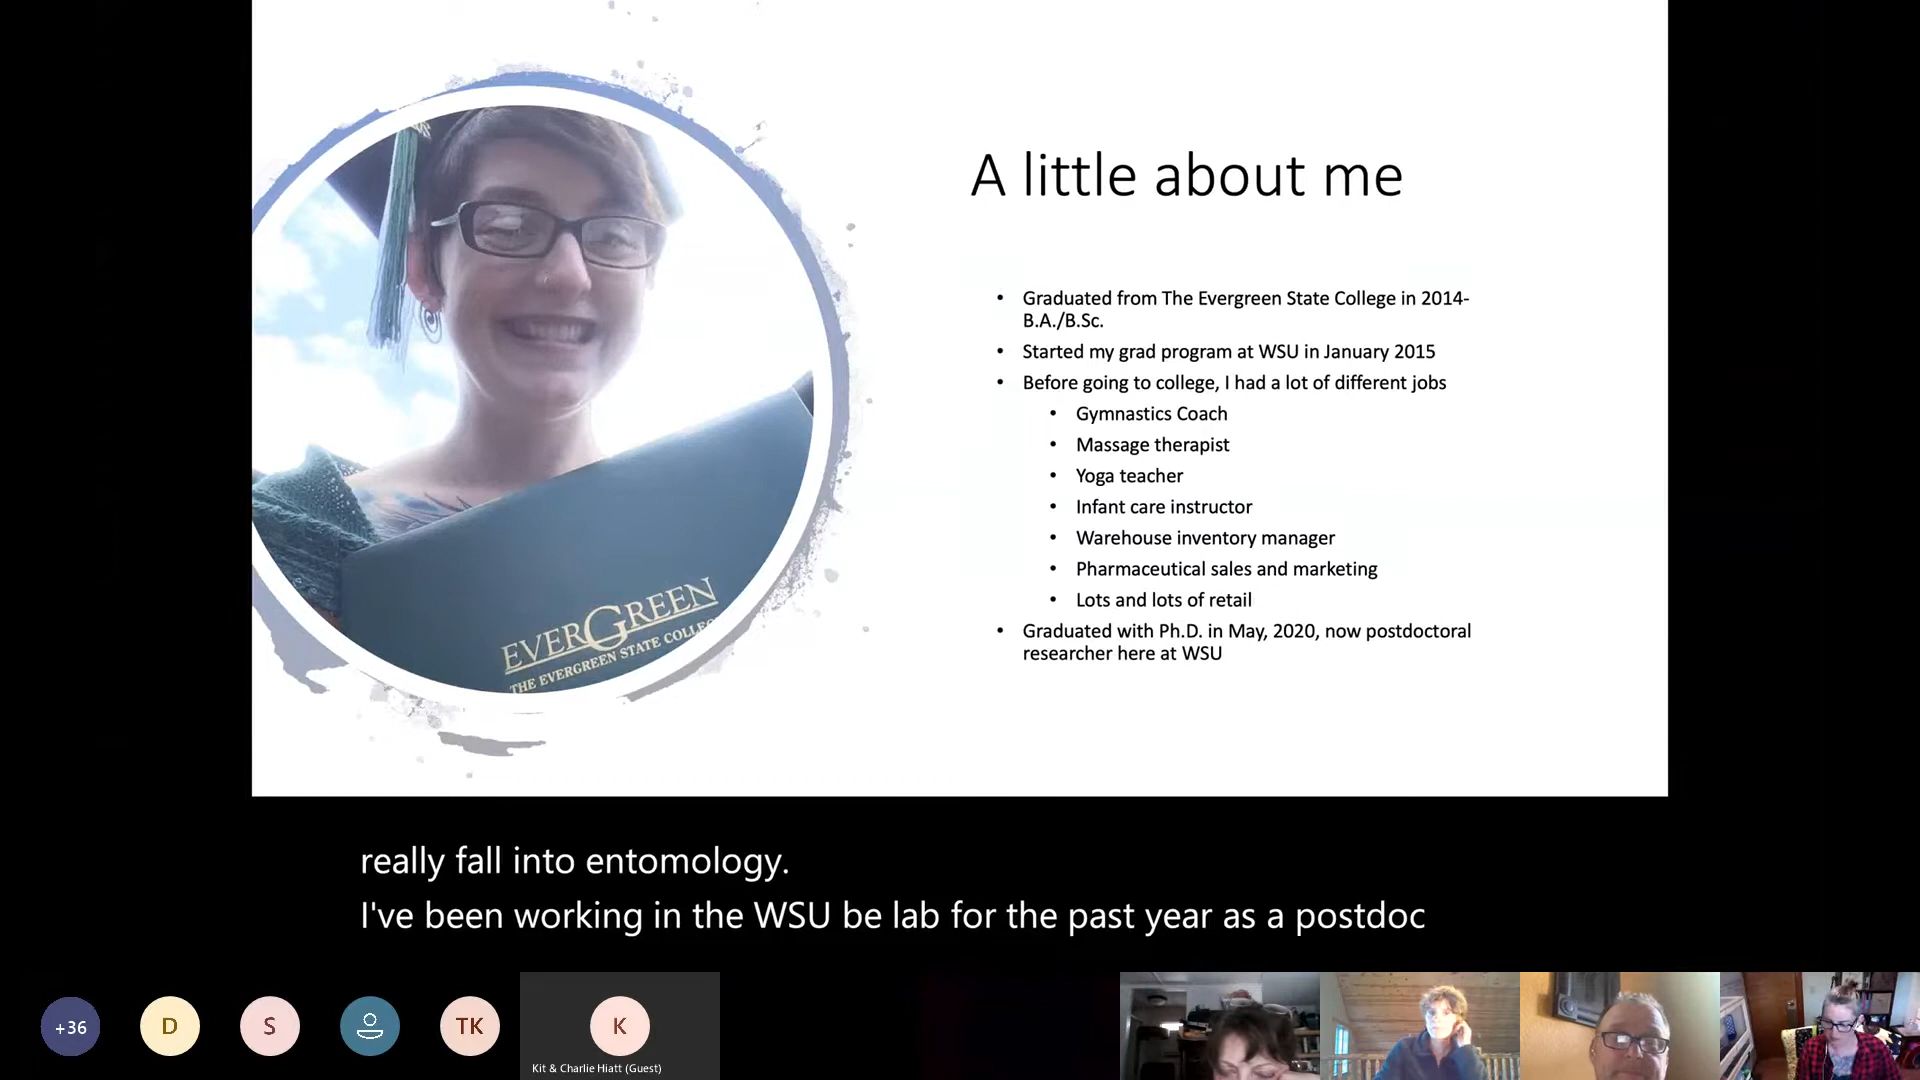 A little about me
• Graduated from The Evergreen State College in 2014-
B.A./B.Sc.
• Started my grad program at WSU in January 2015
• Before going to college, I had a lot of different jobs
• Gymnastics Coach
• Massage therapist
• Yoga teacher
• Infant care instructor
• Warehouse inventory manager
• Pharmaceutical sales and marketing
• Lots and lots of retail
• Graduated with Ph.D. in May, 2020, now postdoctoral
researcher here at WSU
EVERGREEN
THE EVERGREEN STATE COLLEG
really fall into entomology.
I've been working in the WSU be lab for the past year as a postdoc
+36
D
S
TK
K
Kit & Charlie Hiatt (Guest)